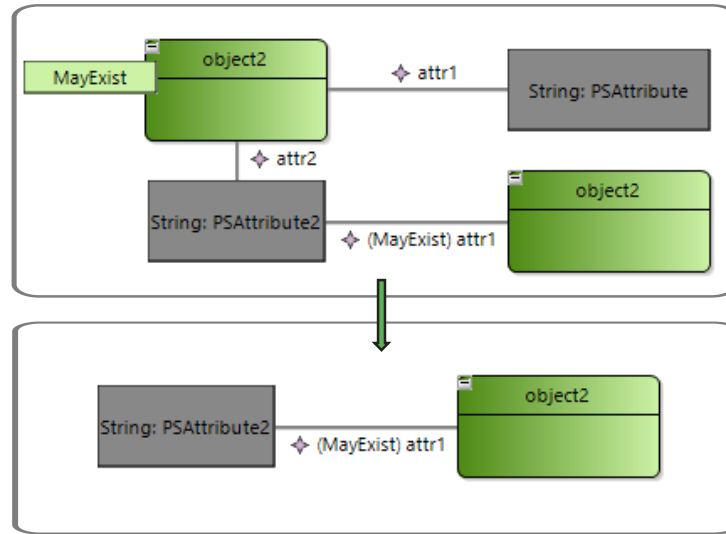 object2
MayExist
attr1
String: PSAttribute
attr2
String: PSAttribute2
object2
(MayExist) attr1
object2
String: PSAttribute2
(MayExist) attr1